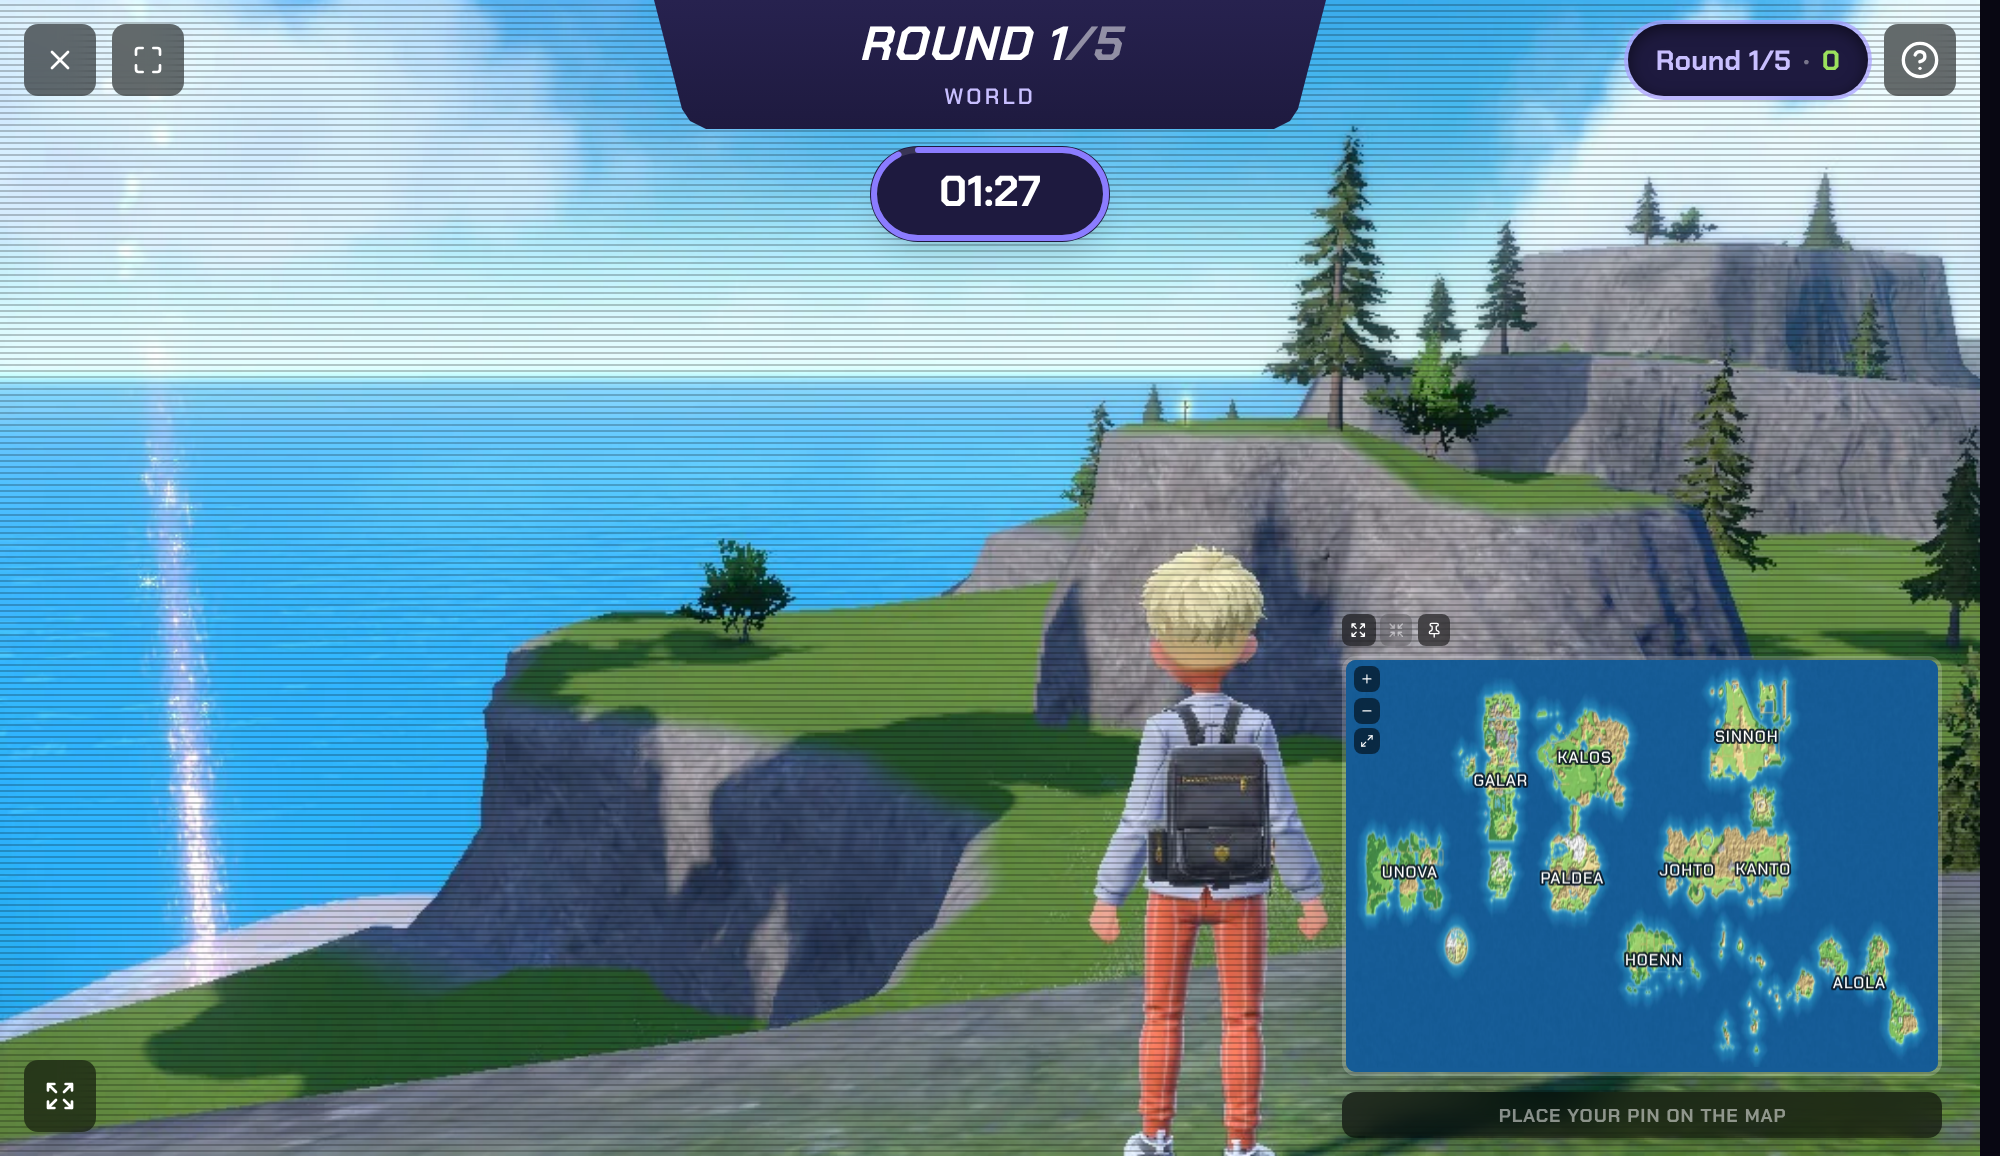 ROUND 1/5
WORLD
Round 1/5 · 0
01:27
SINNOH
KALOS
GALAR
UNOVA
PALDEA
JOHTO
KANTO
HOENN
ALOLA
PLACE YOUR PIN ON THE MAP